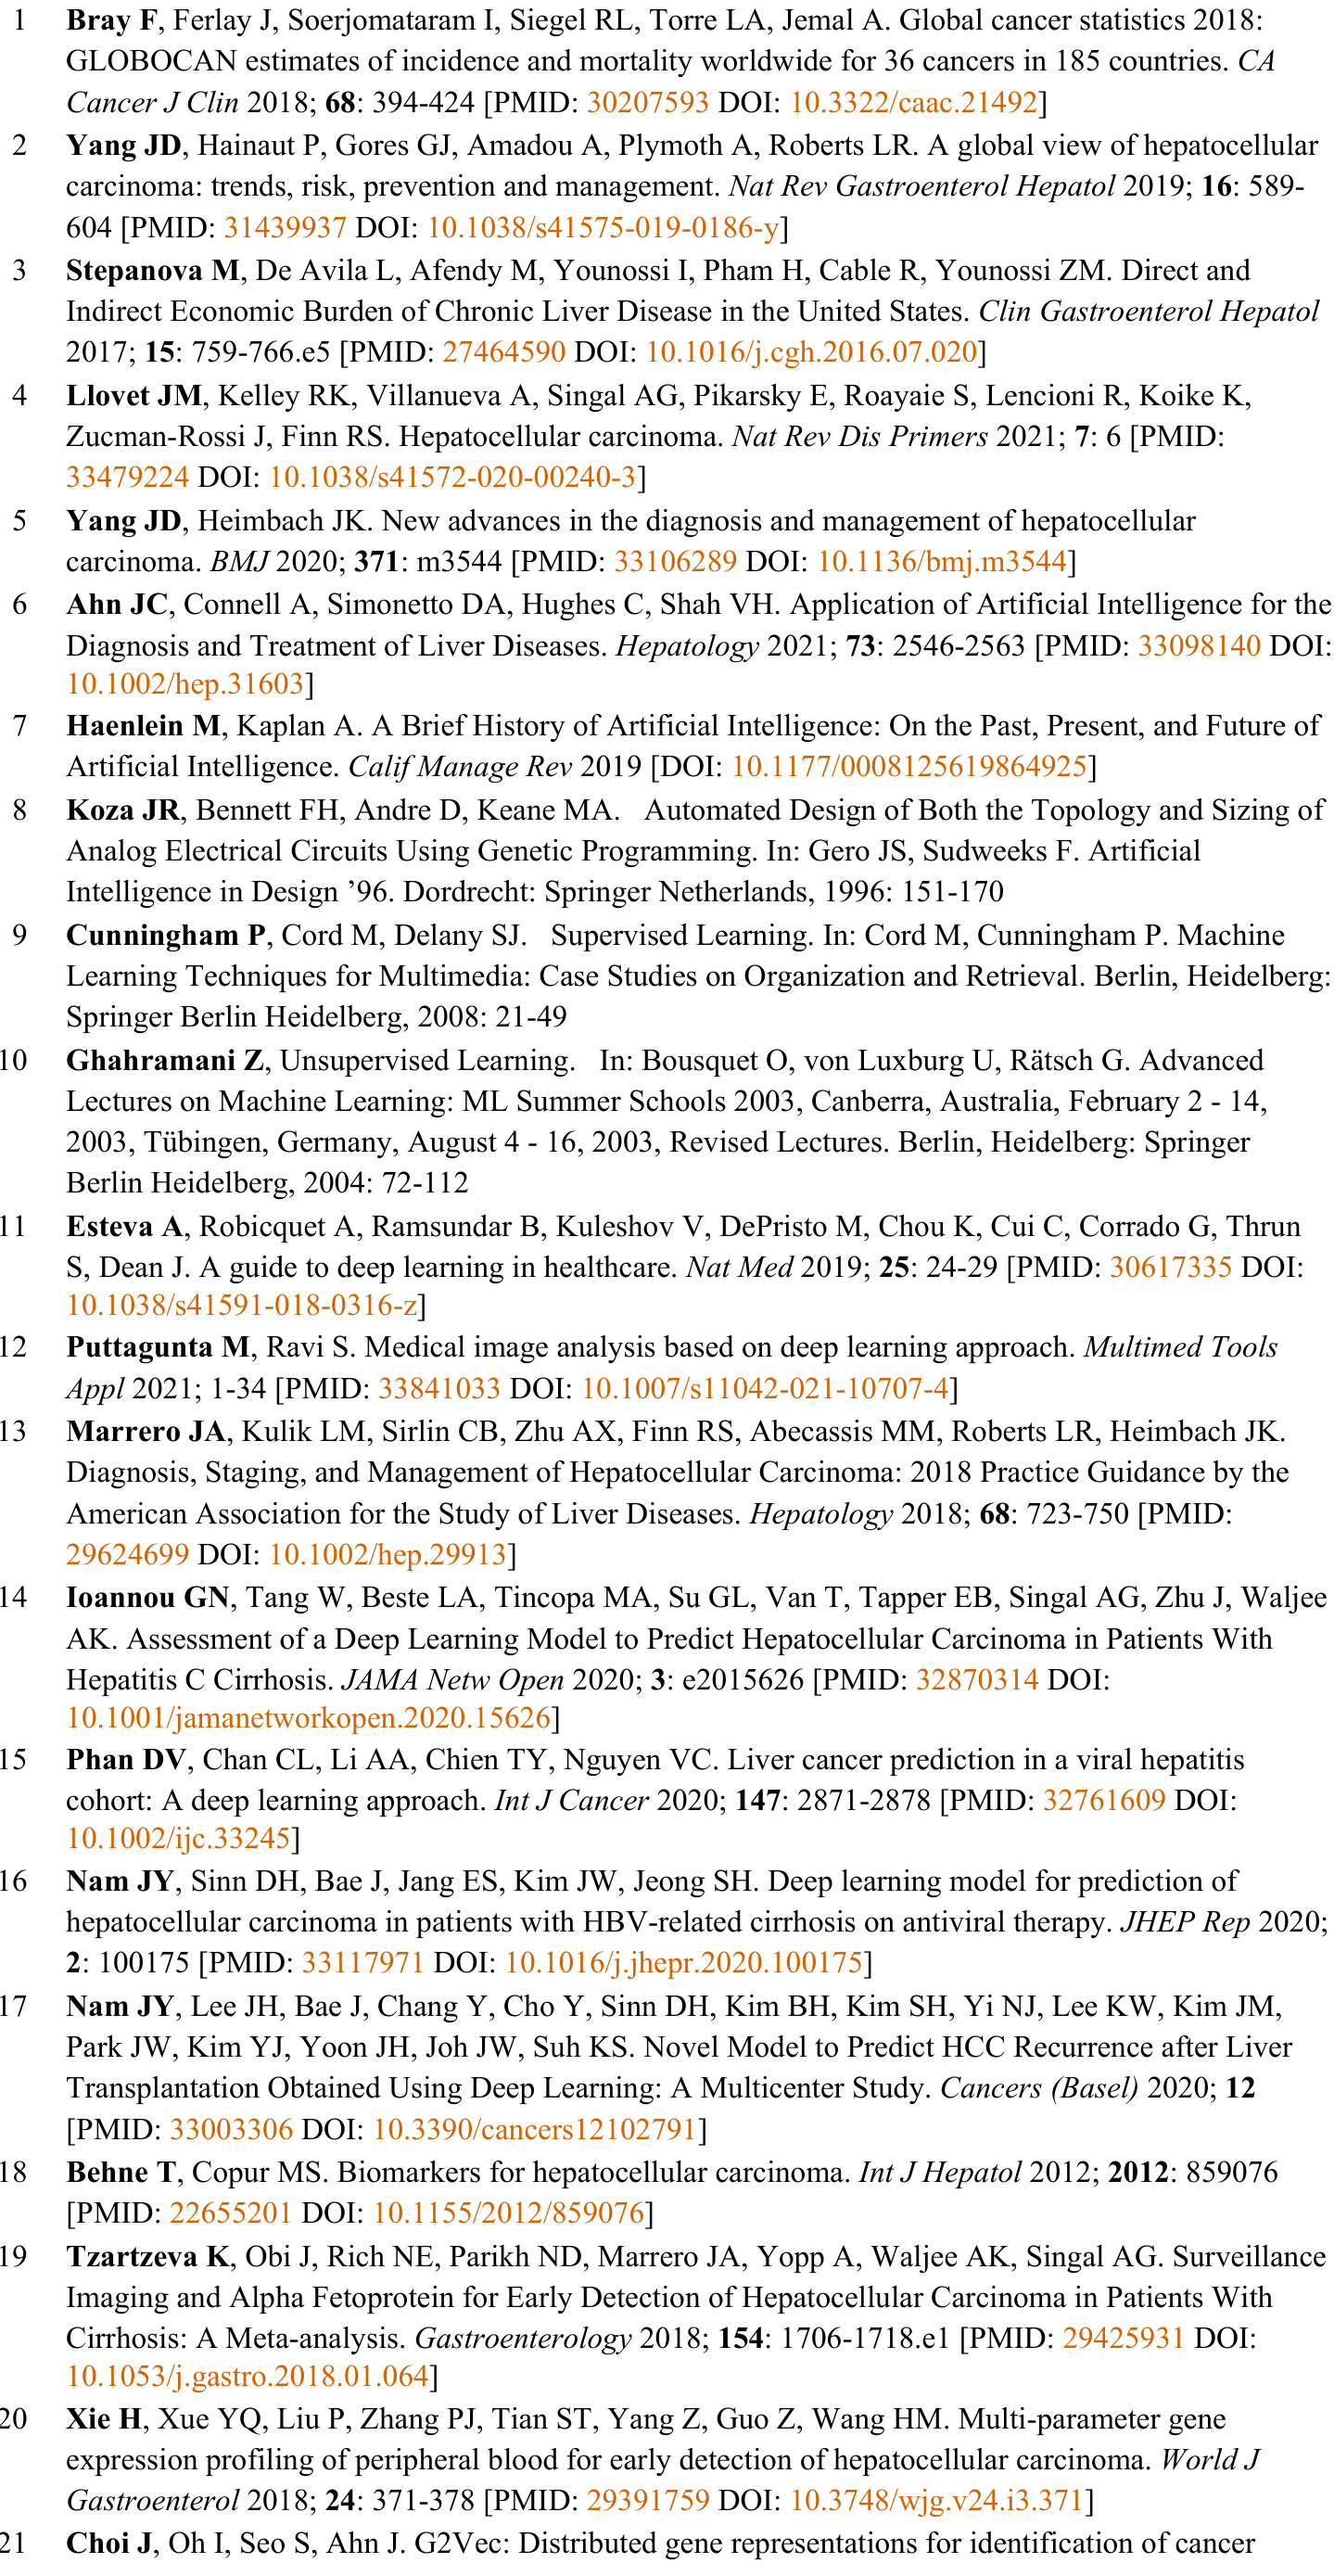 1 Bray F, Ferlay J, Soerjomataram I, Siegel RL, Torre LA, Jemal A. Global cancer statistics 2018:
GLOBOCAN estimates of incidence and mortality worldwide for 36 cancers in 185 countries. CA
Cancer J Clin 2018; 68: 394-424 [PMID: 30207593 DOI: 10.3322/caac.21492]
2 Yang JD, Hainaut P, Gores GJ, Amadou A, Plymoth A, Roberts LR. A global view of hepatocellular
carcinoma: trends, risk, prevention and management. Nat Rev Gastroenterol Hepatol 2019; 16: 589-
604 [PMID: 31439937 DOI: 10.1038/s41575-019-0186-y]
3 Stepanova M, De Avila L, Afendy M, Younossi I, Pham H, Cable R, Younossi ZM. Direct and
Indirect Economic Burden of Chronic Liver Disease in the United States. Clin Gastroenterol Hepatol
2017; 15: 759-766.e5 [PMID: 27464590 DOI: 10.1016/j.cgh.2016.07.020]
4 Llovet JM, Kelley RK, Villanueva A, Singal AG, Pikarsky E, Roayaie S, Lencioni R, Koike K,
Zucman-Rossi J, Finn RS. Hepatocellular carcinoma. Nat Rev Dis Primers 2021; 7: 6 [PMID:
33479224 DOI: 10.1038/s41572-020-00240-3]
5 Yang JD, Heimbach JK. New advances in the diagnosis and management of hepatocellular
carcinoma. BMJ 2020; 371: m3544 [PMID: 33106289 DOI: 10.1136/bmj.m3544]
6 Ahn JC, Connell A, Simonetto DA, Hughes C, Shah VH. Application of Artificial Intelligence for the
Diagnosis and Treatment of Liver Diseases. Hepatology 2021; 73: 2546-2563 [PMID: 33098140 DOI:
10.1002/hep.31603]
7 Haenlein M, Kaplan A. A Brief History of Artificial Intelligence: On the Past, Present, and Future of
Artificial Intelligence. Calif Manage Rev 2019 [DOI: 10.1177/0008125619864925]
8 Koza JR, Bennett FH, Andre D, Keane MA. Automated Design of Both the Topology and Sizing of
Analog Electrical Circuits Using Genetic Programming. In: Gero JS, Sudweeks F. Artificial
Intelligence in Design ’96. Dordrecht: Springer Netherlands, 1996: 151-170
9 Cunningham P, Cord M, Delany SJ. Supervised Learning. In: Cord M, Cunningham P. Machine
Learning Techniques for Multimedia: Case Studies on Organization and Retrieval. Berlin, Heidelberg:
Springer Berlin Heidelberg, 2008: 21-49
10 Ghahramani Z, Unsupervised Learning. In: Bousquet O, von Luxburg U, Rätsch G. Advanced
Lectures on Machine Learning: ML Summer Schools 2003, Canberra, Australia, February 2 - 14,
2003, Tübingen, Germany, August 4 - 16, 2003, Revised Lectures. Berlin, Heidelberg: Springer
Berlin Heidelberg, 2004: 72-112
11 Esteva A, Robicquet A, Ramsundar B, Kuleshov V, DePristo M, Chou K, Cui C, Corrado G, Thrun
S, Dean J. A guide to deep learning in healthcare. Nat Med 2019; 25: 24-29 [PMID: 30617335 DOI:
10.1038/s41591-018-0316-z]
12 Puttagunta M, Ravi S. Medical image analysis based on deep learning approach. Multimed Tools
Appl 2021; 1-34 [PMID: 33841033 DOI: 10.1007/s11042-021-10707-4]
13 Marrero JA, Kulik LM, Sirlin CB, Zhu AX, Finn RS, Abecassis MM, Roberts LR, Heimbach JK.
Diagnosis, Staging, and Management of Hepatocellular Carcinoma: 2018 Practice Guidance by the
American Association for the Study of Liver Diseases. Hepatology 2018; 68: 723-750 [PMID:
29624699 DOI: 10.1002/hep.29913]
14 Ioannou GN, Tang W, Beste LA, Tincopa MA, Su GL, Van T, Tapper EB, Singal AG, Zhu J, Waljee
AK. Assessment of a Deep Learning Model to Predict Hepatocellular Carcinoma in Patients With
Hepatitis C Cirrhosis. JAMA Netw Open 2020; 3: e2015626 [PMID: 32870314 DOI:
10.1001/jamanetworkopen.2020.15626]
15 Phan DV, Chan CL, Li AA, Chien TY, Nguyen VC. Liver cancer prediction in a viral hepatitis
cohort: A deep learning approach. Int J Cancer 2020; 147: 2871-2878 [PMID: 32761609 DOI:
10.1002/ijc.33245]
16 Nam JY, Sinn DH, Bae J, Jang ES, Kim JW, Jeong SH. Deep learning model for prediction of
hepatocellular carcinoma in patients with HBV-related cirrhosis on antiviral therapy. JHEP Rep 2020;
2: 100175 [PMID: 33117971 DOI: 10.1016/j.jhepr.2020.100175]
17 Nam JY, Lee JH, Bae J, Chang Y, Cho Y, Sinn DH, Kim BH, Kim SH, Yi NJ, Lee KW, Kim JM,
Park JW, Kim YJ, Yoon JH, Joh JW, Suh KS. Novel Model to Predict HCC Recurrence after Liver
Transplantation Obtained Using Deep Learning: A Multicenter Study. Cancers (Basel) 2020; 12
[PMID: 33003306 DOI: 10.3390/cancers12102791]
18 Behne T, Copur MS. Biomarkers for hepatocellular carcinoma. Int J Hepatol 2012; 2012: 859076
[PMID: 22655201 DOI: 10.1155/2012/859076]
19 Tzartzeva K, Obi J, Rich NE, Parikh ND, Marrero JA, Yopp A, Waljee AK, Singal AG. Surveillance
Imaging and Alpha Fetoprotein for Early Detection of Hepatocellular Carcinoma in Patients With
Cirrhosis: A Meta-analysis. Gastroenterology 2018; 154: 1706-1718.e1 [PMID: 29425931 DOI:
10.1053/j.gastro.2018.01.064]
20 Xie H, Xue YQ, Liu P, Zhang PJ, Tian ST, Yang Z, Guo Z, Wang HM. Multi-parameter gene
expression profiling of peripheral blood for early detection of hepatocellular carcinoma. World J
Gastroenterol 2018; 24: 371-378 [PMID: 29391759 DOI: 10.3748/wjg.v24.i3.371]
21 Choi J, Oh I, Seo S, Ahn J. G2Vec: Distributed gene representations for identification of cancer